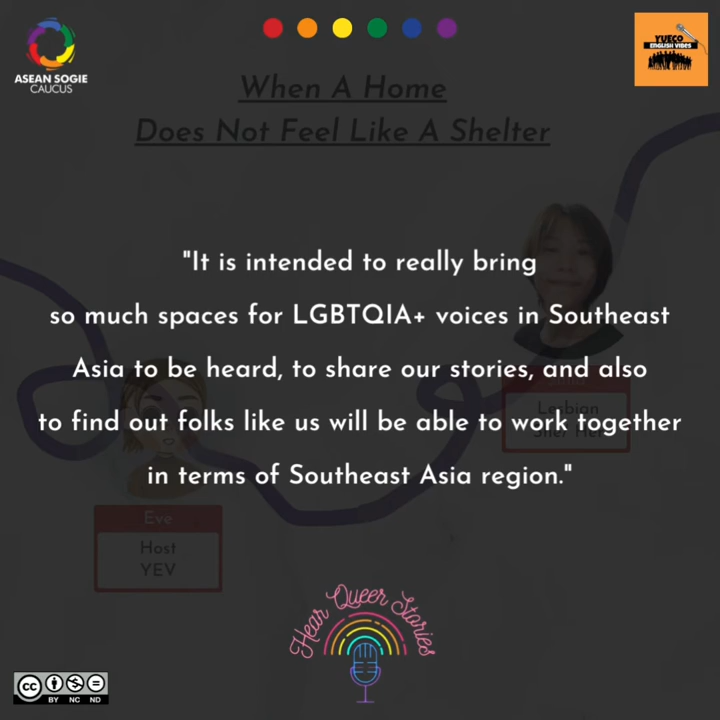 ASEAN SOGIE
CAUCUS
YUECO
ENGLISH VIBES
When A Home
Does Not Feel Like A Shelter
"It is intended to really bring
so much spaces for LGBTQIA+ voices in Southeast
Asia to be heard, to share our stories, and also
to find out folks like us will be able to work together
in terms of Southeast Asia region."
Lesbian
She/Her
Eve
Host
YEV
Hear Queer Stories
cc
BY NC ND